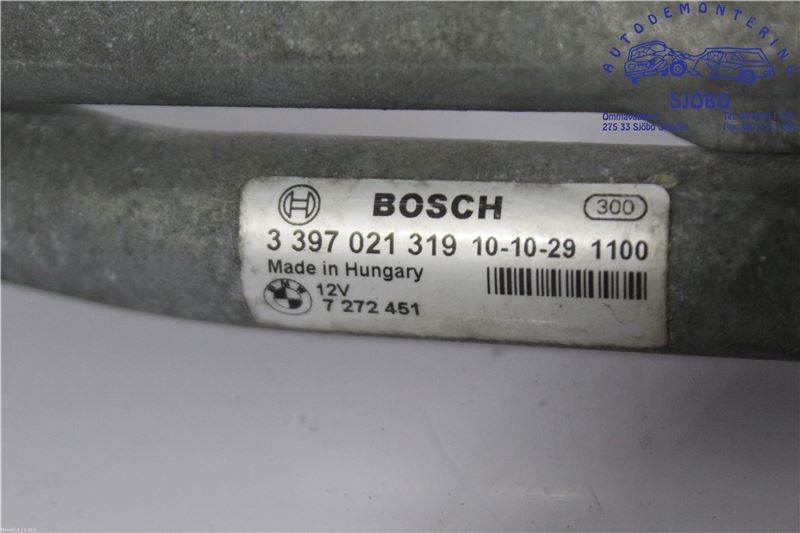 AUTODEMONTERING
SJÖBO
275 33 Sjöbo
BOSCH
300
3 397 021 319 10-10-29 1100
Made in Hungary
BMW
12V
7 272 451